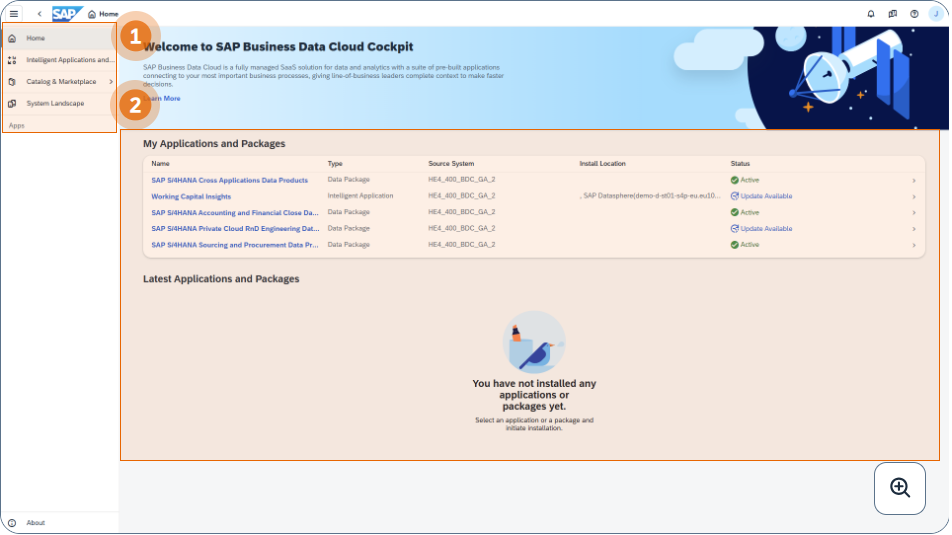 SAP Home
J
Home
Intelligent Applications and...
Catalog & Marketplace
System Landscape
Apps
1
2
Welcome to SAP Business Data Cloud Cockpit
SAP Business Data Cloud is a fully managed SaaS solution for data and analytics with a suite of pre-built applications
connecting to your most important business processes, giving line-of-business leaders complete context to make faster
decisions.
Learn More
My Applications and Packages
Name Type Source System Install Location Status
SAP S/4HANA Cross Applications Data Products Data Package HE4_400_BDC_GA_2 Active
Working Capital Insights Intelligent Application HE4_400_BDC_GA_2 , SAP Datasphere(demo-d-st01-s4p-eu.eu10... Update Available
SAP S/4HANA Accounting and Financial Close Da... Data Package HE4_400_BDC_GA_2 Active
SAP S/4HANA Private Cloud RnD Engineering Dat... Data Package HE4_400_BDC_GA_2 Update Available
SAP S/4HANA Sourcing and Procurement Data Pr... Data Package HE4_400_BDC_GA_2 Active
Latest Applications and Packages
You have not installed any
applications or
packages yet.
Select an application or a package and
initiate installation.
About